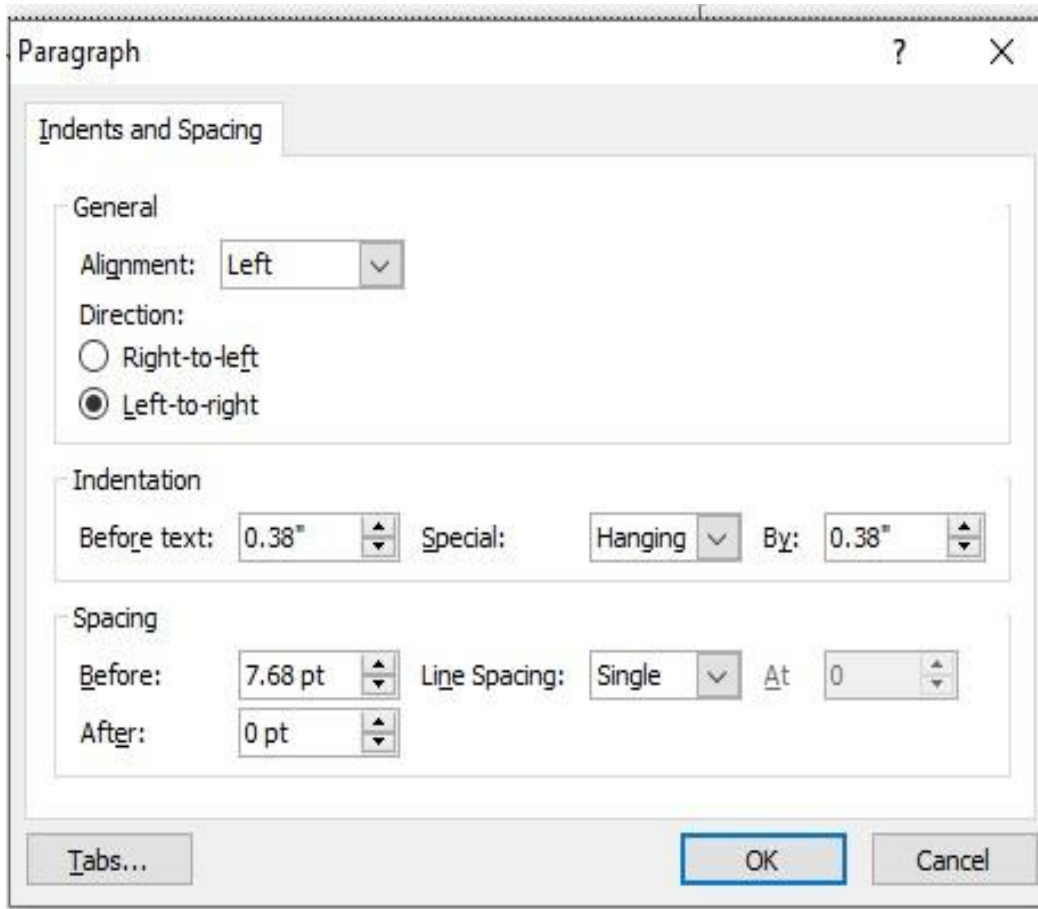 Paragraph ?
Indents and Spacing
General
Alignment: Left
Direction:
Right-to-left
Left-to-right
Indentation
Before text: 0.38" Special: Hanging By: 0.38"
Spacing
Before: 7.68 pt Line Spacing: Single At 0
After: 0 pt
Tabs... OK Cancel